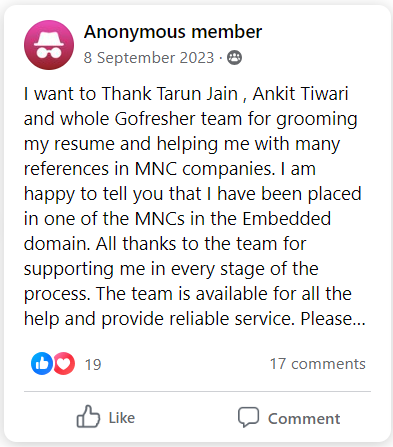 Anonymous member
8 September 2023 ·
I want to Thank Tarun Jain , Ankit Tiwari
and whole Gofresher team for grooming
my resume and helping me with many
references in MNC companies. I am
happy to tell you that I have been placed
in one of the MNCs in the Embedded
domain. All thanks to the team for
supporting me in every stage of the
process. The team is available for all the
help and provide reliable service. Please...
19 17 comments
Like Comment